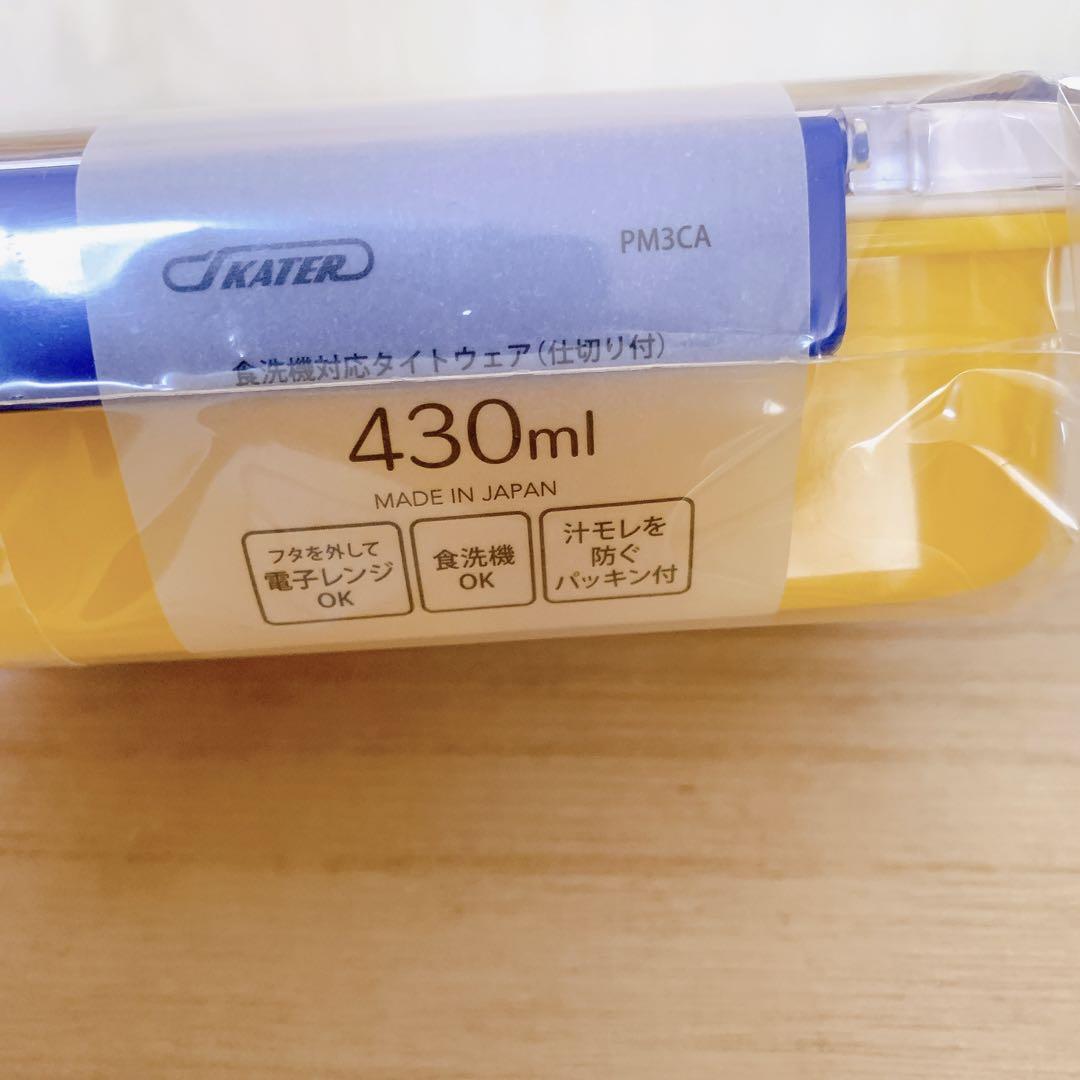 SKATER
PM3CA
食洗機対応タイトウェア(仕切り付)
430ml
MADE IN JAPAN
フタを外して
電子レンジ
OK
食洗機
OK
汁モレを
防ぐ
パッキン付